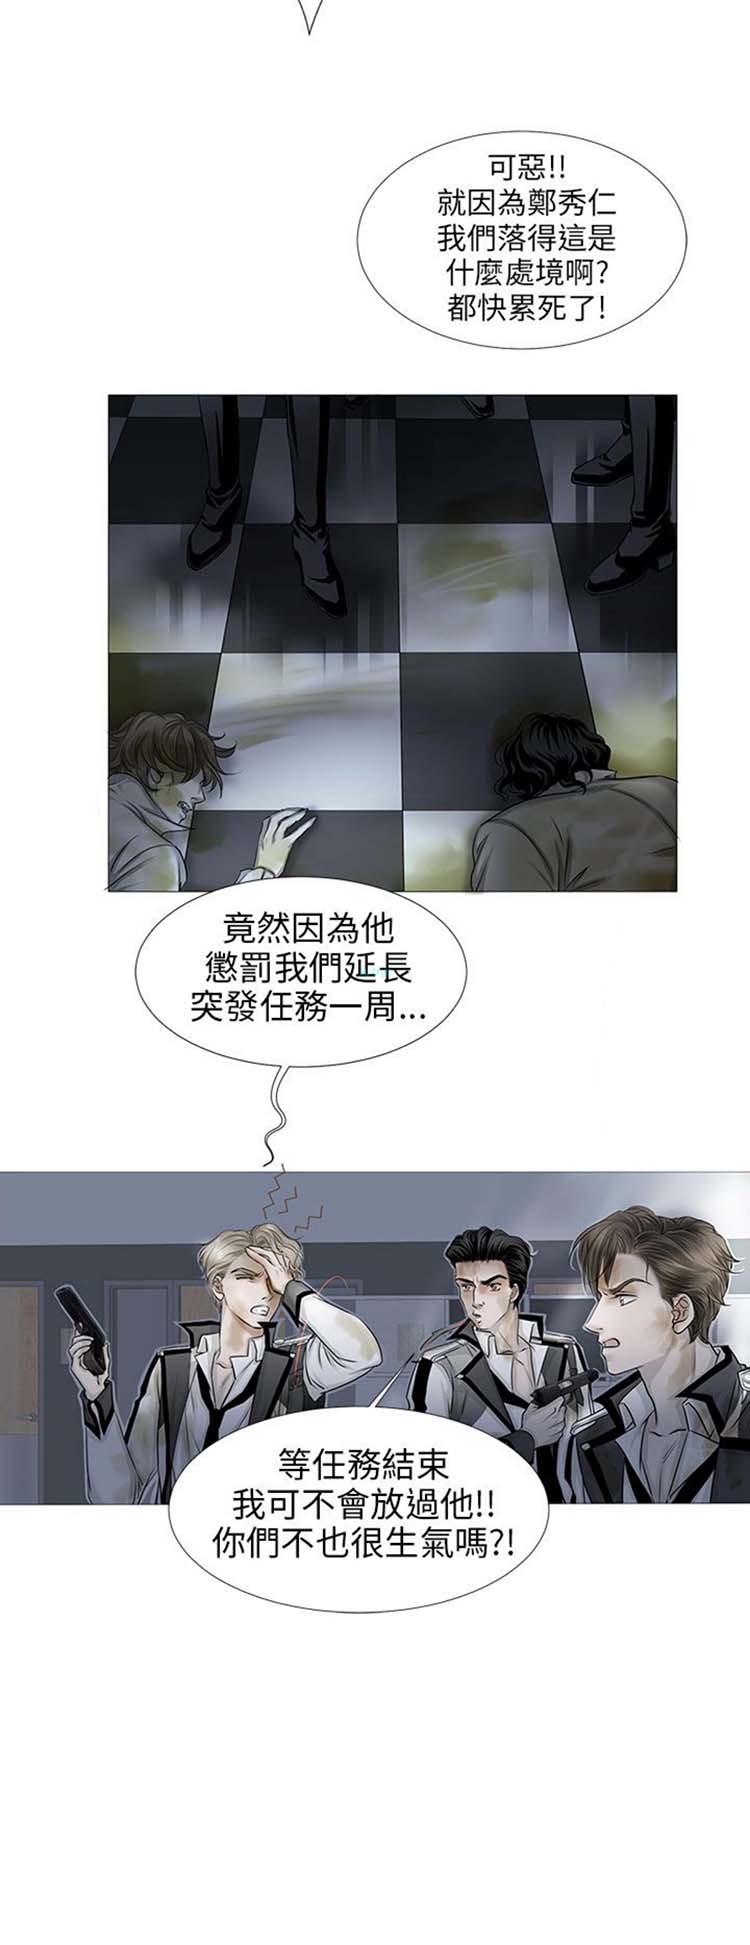 可惡!!
就因為鄭秀仁
我們落得這是
什麼處境啊?
都快累死了!
竟然因為他
懲罰我們延長
突發任務一周...
等任務結束
我可不會放過他!!
你們不也很生氣嗎?!